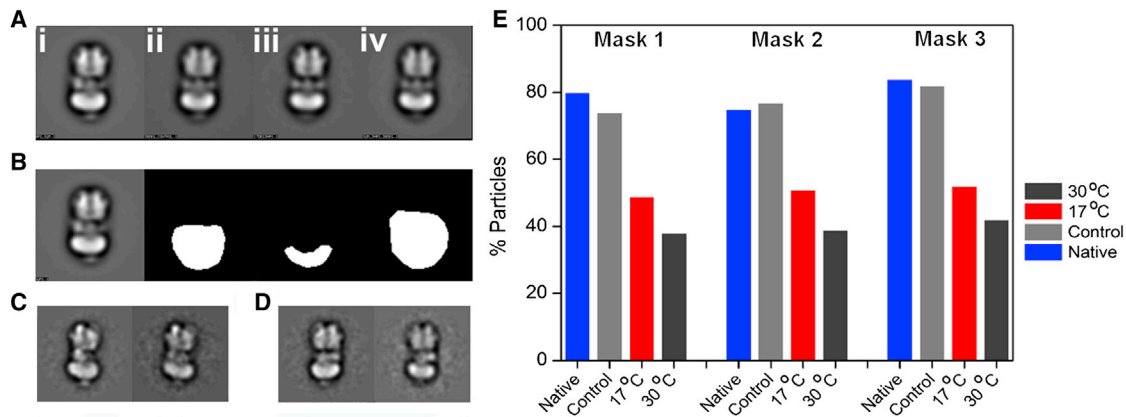 A
i ii iii iv
B
C
D
E
% Particles
100
80
60
40
20
0
Mask 1
Mask 2
Mask 3
Native
Control
17 °C
30 °C
Native
Control
17 °C
30 °C
Native
Control
17 °C
30 °C
30 °C
17 °C
Control
Native